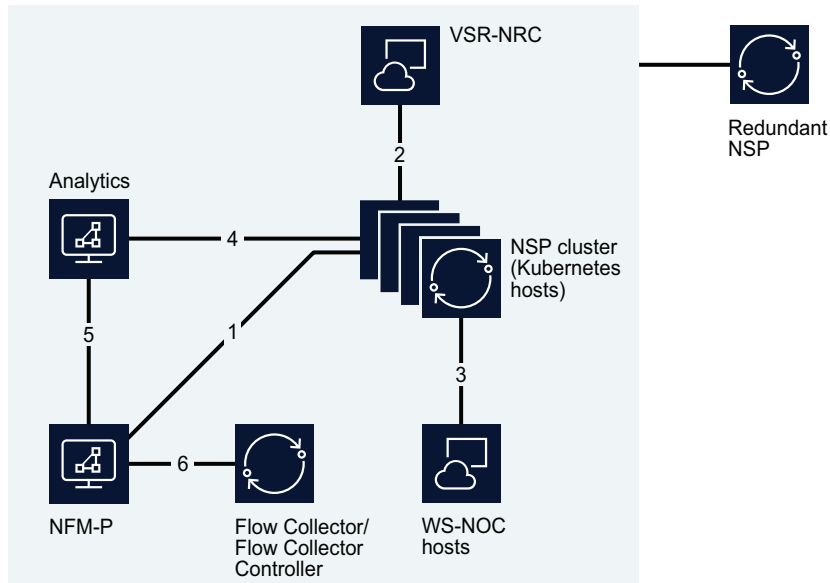 VSR-NRC
Redundant
NSP
2
Analytics
4
NSP cluster
(Kubernetes
hosts)
5
1
3
6
NFM-P
Flow Collector/
Flow Collector
Controller
WS-NOC
hosts